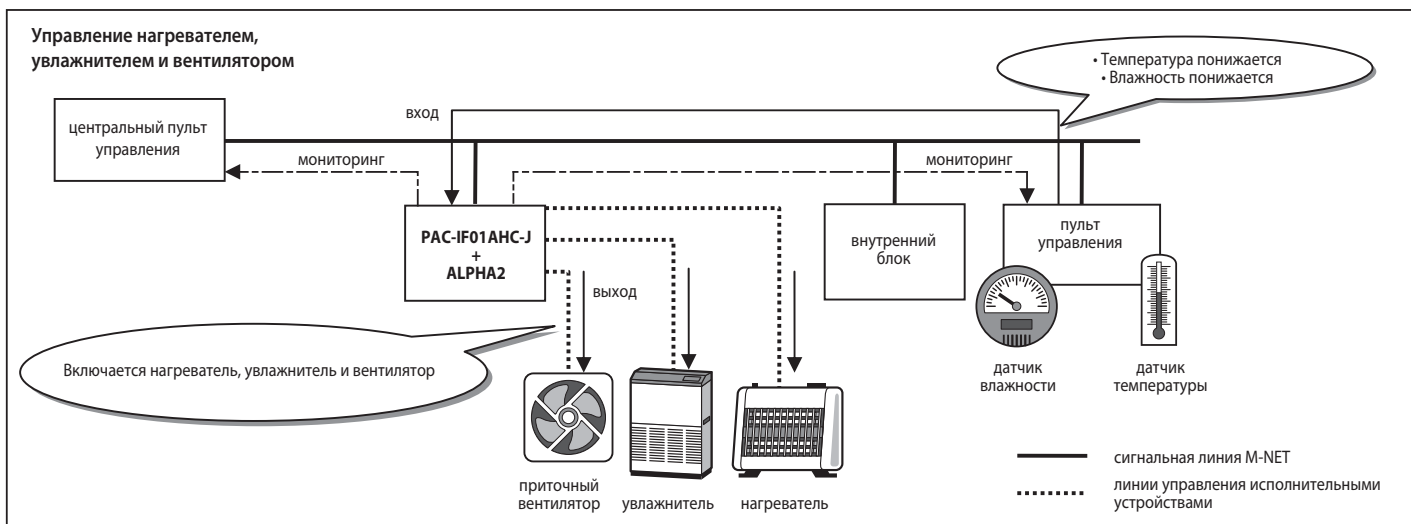 Управление нагревателем,
увлажнителем и вентилятором
• Температура понижается
• Влажность понижается
центральный пульт
управления
вход
мониторинг
мониторинг
PAC-IF01AHC-J
+
ALPHA2
внутренний
блок
пульт
управления
выход
Включается нагреватель, увлажнитель и вентилятор
датчик
влажности
датчик
температуры
приточный
вентилятор
увлажнитель
нагреватель
сигнальная линия M-NET
линии управления исполнительными
устройствами